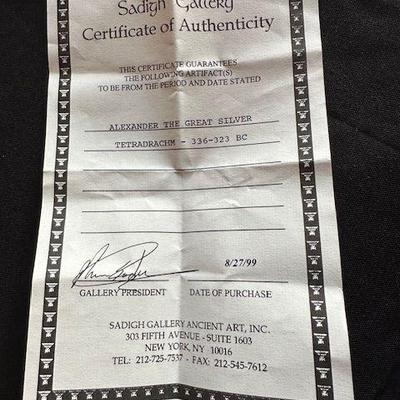 Sadigh Gallery
Certificate of Authenticity
THIS CERTIFICATE GUARANTEES
THE FOLLOWING ARTIFACT(S)
TO BE FROM THE PERIOD AND DATE STATED
ALEXANDER THE GREAT SILVER
TETRADRACHM - 336-323 BC
8/27/99
GALLERY PRESIDENT DATE OF PURCHASE
SADIGH GALLERY ANCIENT ART, INC.
303 FIFTH AVENUE - SUITE 1603
NEW YORK, NY 10016
TEL: 212-725-7537 - FAX: 212-545-7612